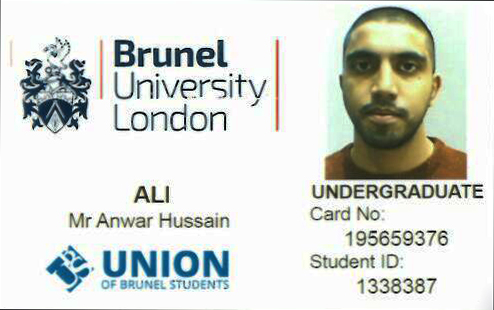 Brunel
University
London
ALI
Mr Anwar Hussain
UNION
OF BRUNEL STUDENTS
UNDERGRADUATE
Card No:
195659376
Student ID:
1338387